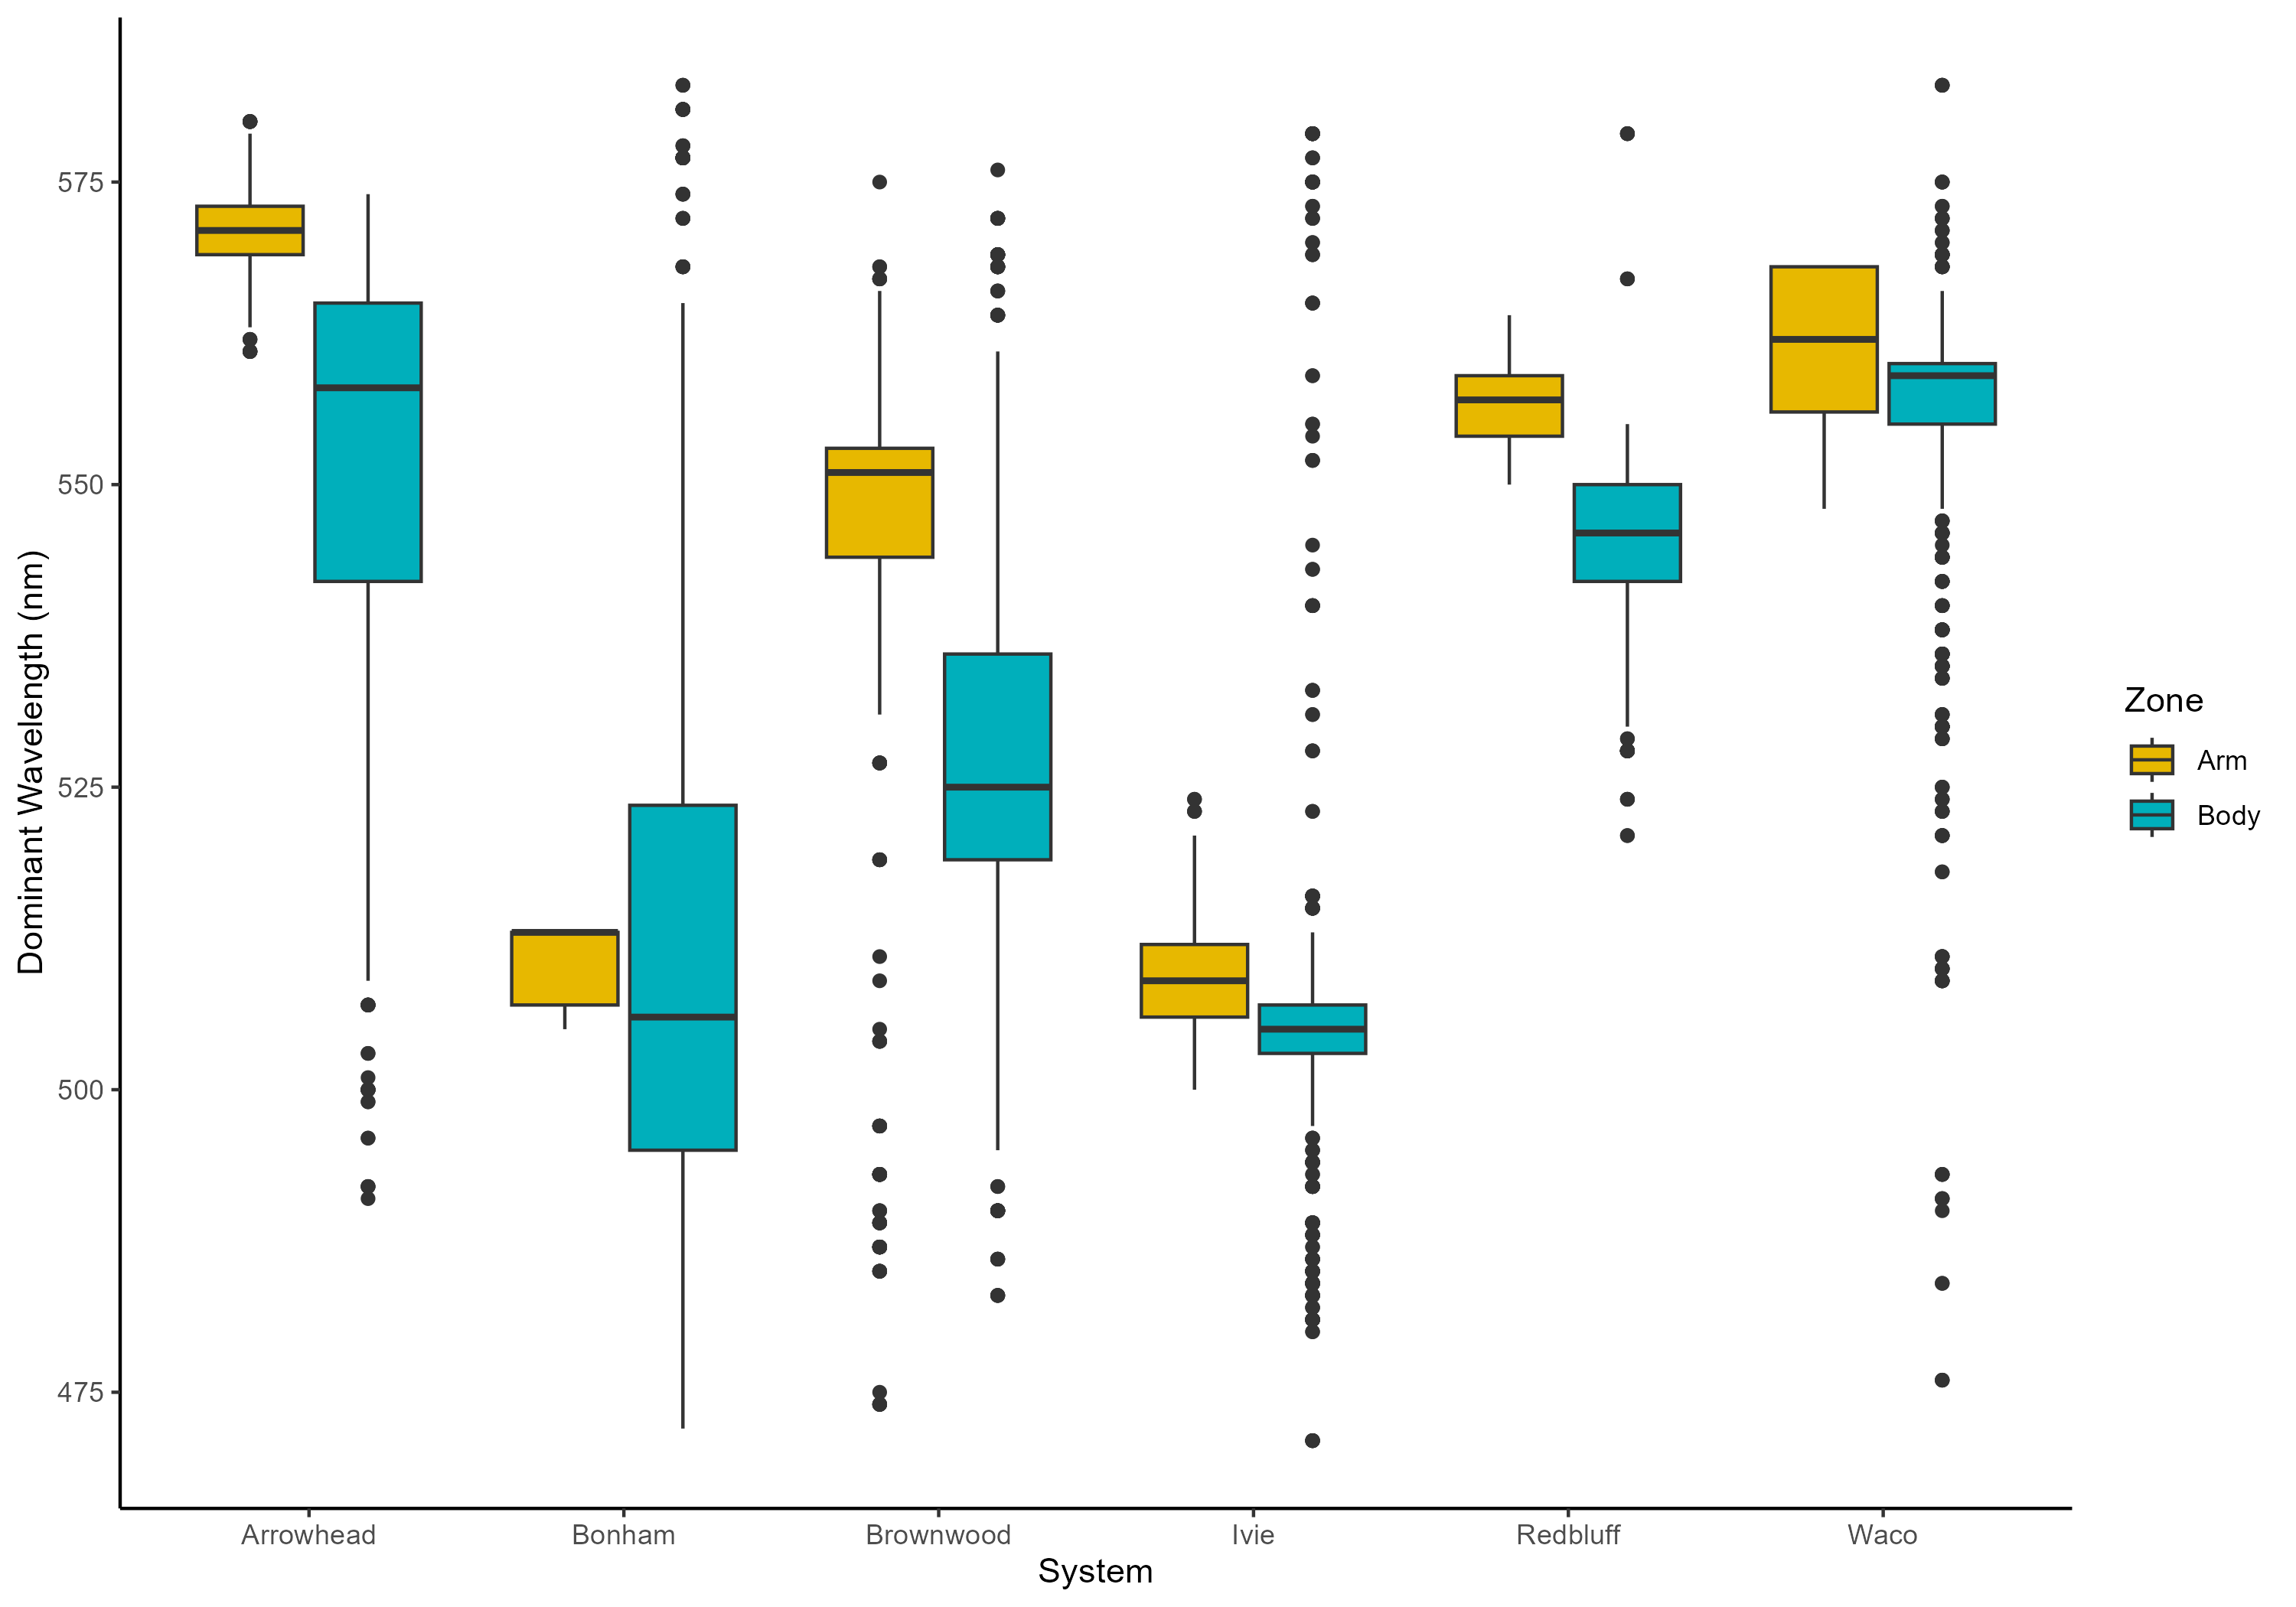 Dominant Wavelength (nm)
575
550
525
500
475
Arrowhead
Bonham
Brownwood
Ivie
Redbluff
Waco
System
Zone
Arm
Body